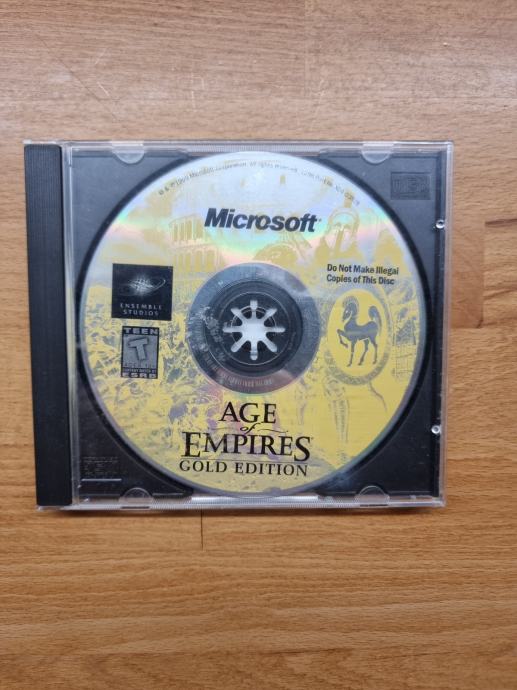 Microsoft
Do Not Make Illegal
Copies of This Disc
ENSEMBLE
STUDIOS
TEEN
T
ESRB
AGE
of
EMPIRES
GOLD EDITION